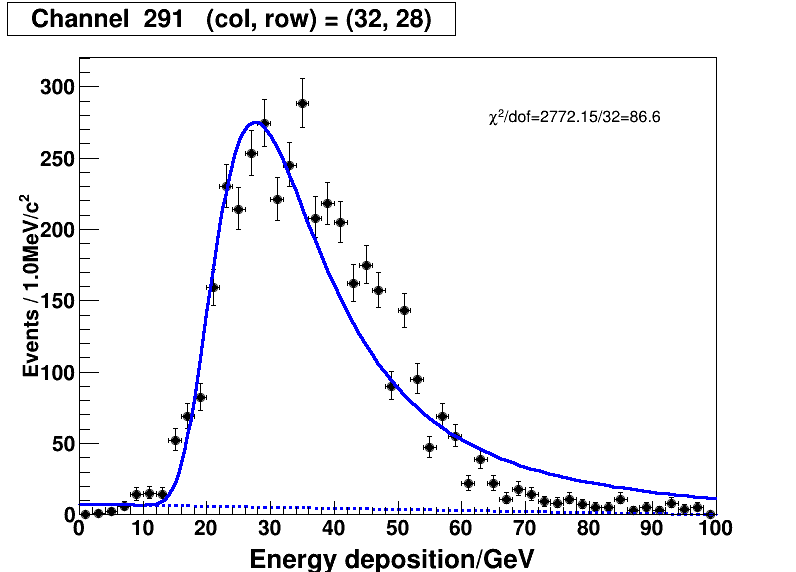 Channel 291 (col, row) = (32, 28)
χ²/dof=2772.15/32=86.6
Events / 1.0MeV/c²
300
250
200
150
100
50
0
0 10 20 30 40 50 60 70 80 90 100
Energy deposition/GeV